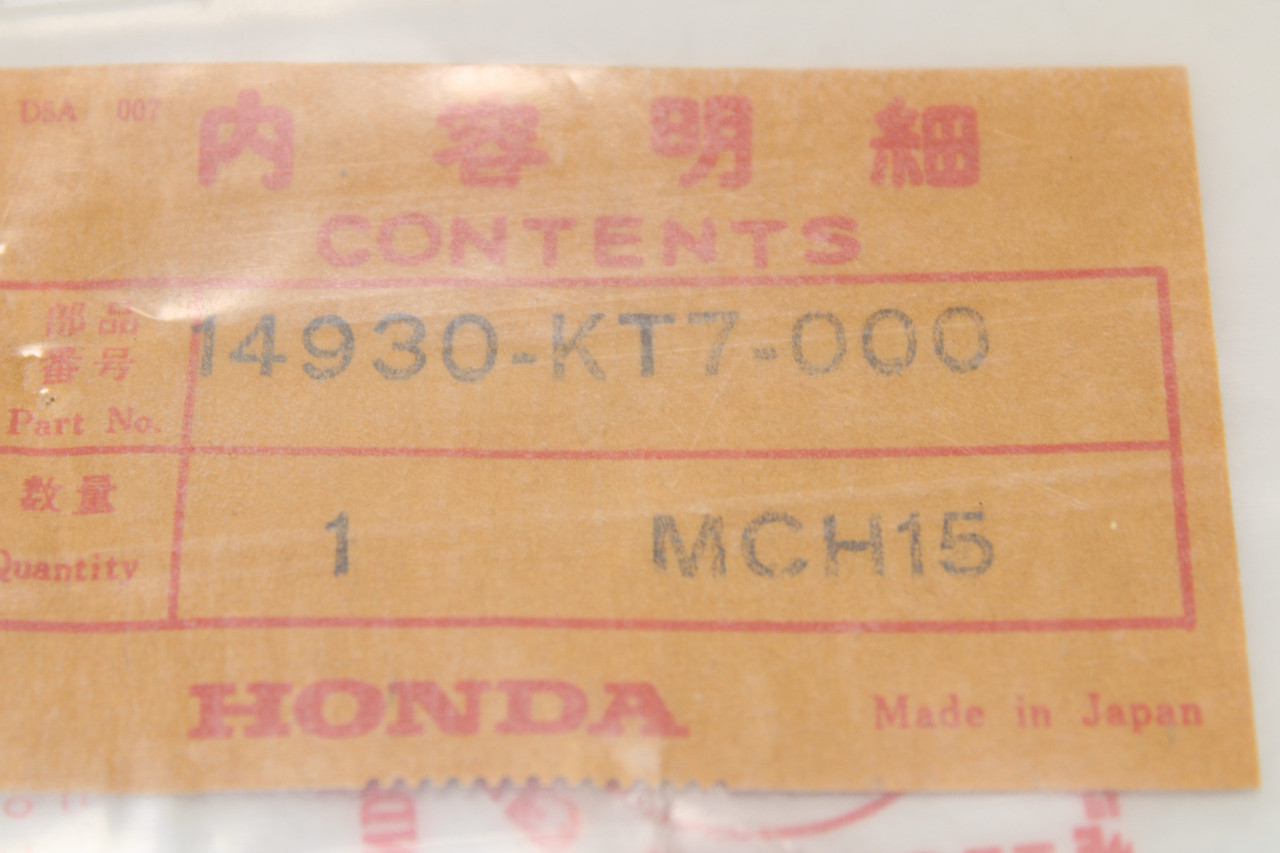 DSA 007
内容明細
CONTENTS
部品
番号
Part No.
14930-KT7-000
数量
Quantity
1 MCH15
HONDA
Made in Japan